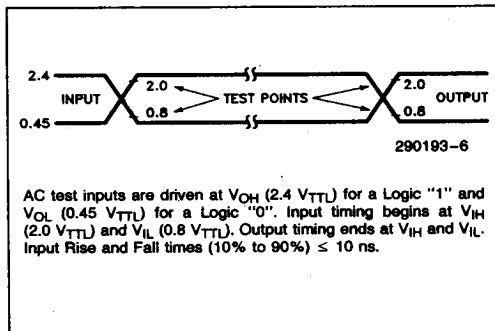 2.4
INPUT
0.45
2.0
0.8
TEST POINTS
2.0
0.8
OUTPUT
290193-6
AC test inputs are driven at VOH (2.4 VTTL) for a Logic "1" and
VOL (0.45 VTTL) for a Logic "0". Input timing begins at VIH
(2.0 VTTL) and VIL (0.8 VTTL). Output timing ends at VIH and VIL.
Input Rise and Fall times (10% to 90%) ≤ 10 ns.